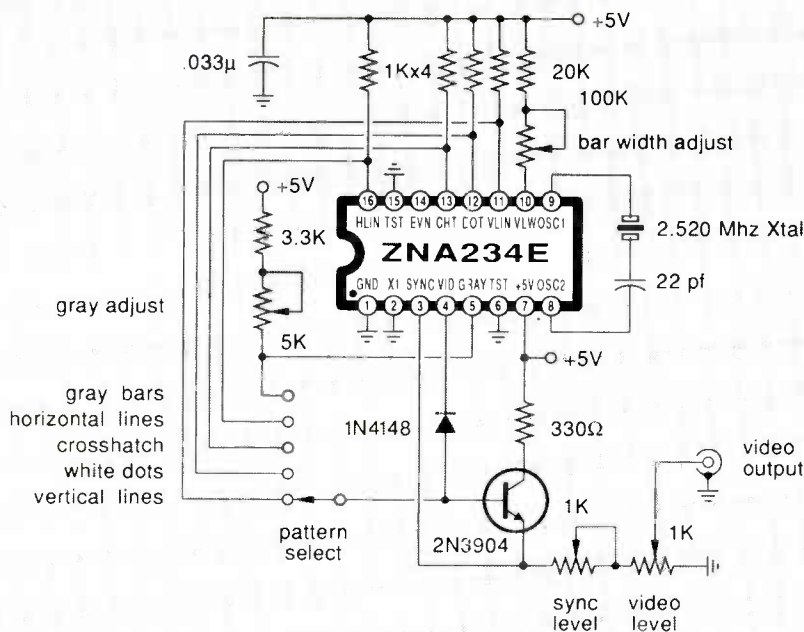 +5V
.033µ
1Kx4
20K
100K
bar width adjust
+5V
16 15 14 13 12 11 10 9
HLIN TST EVN CHT DOT VLIN VLW OSC1
3.3K
ZNA234E
2.520 Mhz Xtal
GND X1 SYNC VID GRAY TST +5V OSC2
22 pf
gray adjust
1 2 3 4 5 6 7 8
5K
+5V
gray bars
horizontal lines
crosshatch
white dots
vertical lines
1N4148
330Ω
video
output
pattern
select
2N3904
1K
1K
sync
level
video
level